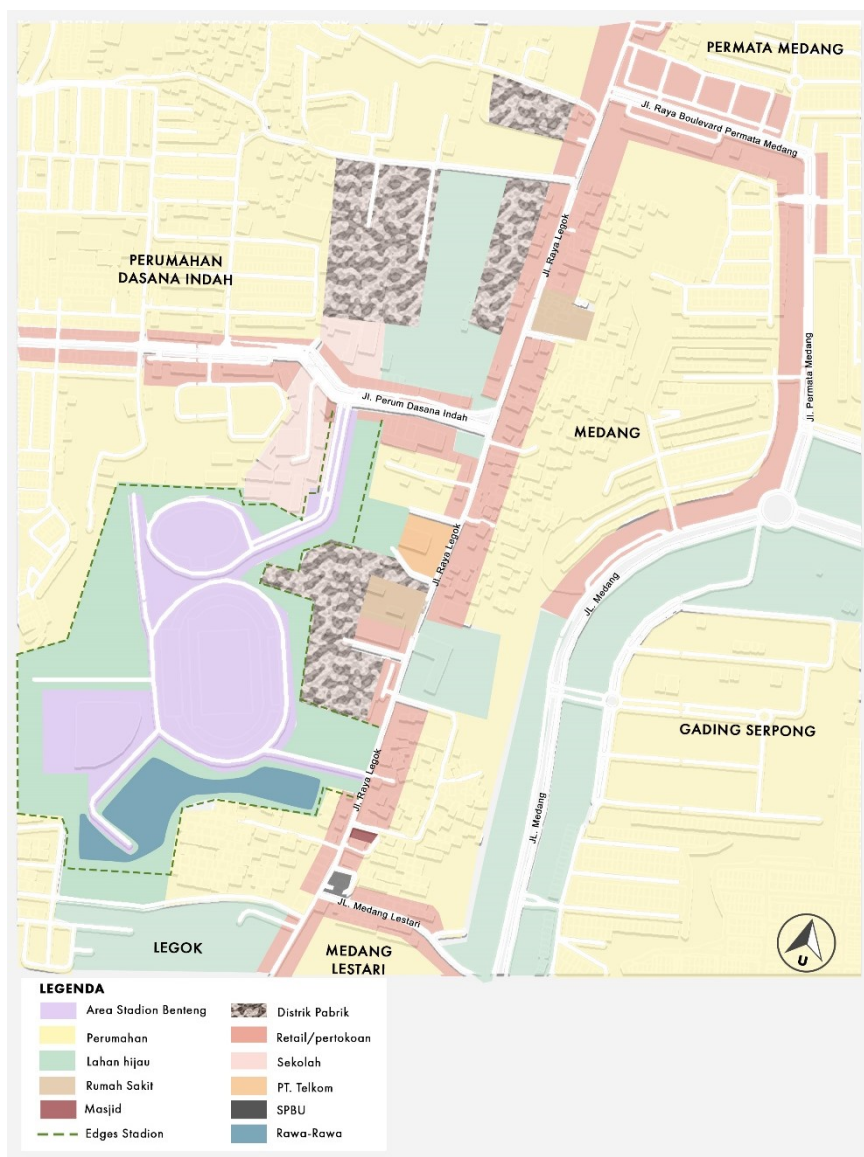 PERMATA MEDANG
Jl. Raya Boulevard Permata Medang
Jl. Raya Legok
PERUMAHAN
DASANA INDAH
Jl. Permata Medang
Jl. Perum Dasana Indah
MEDANG
Jl. Raya Legok
JL. Medang
GADING SERPONG
Jl. Raya Legok
JL. Medang
JL. Medang Lestari
LEGOK
MEDANG
LESTARI
U
LEGENDA
Area Stadion Benteng
Perumahan
Lahan hijau
Rumah Sakit
Masjid
Edges Stadion
Distrik Pabrik
Retail/pertokoan
Sekolah
PT. Telkom
SPBU
Rawa-Rawa